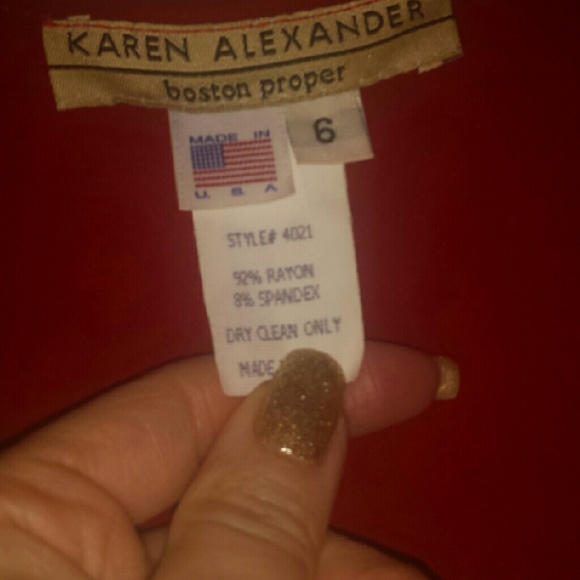 KAREN ALEXANDER
boston proper
6
MADE IN
U. S. A
STYLE# 4021
92% RAYON
8% SPANDEX
DRY CLEAN ONLY
MADE